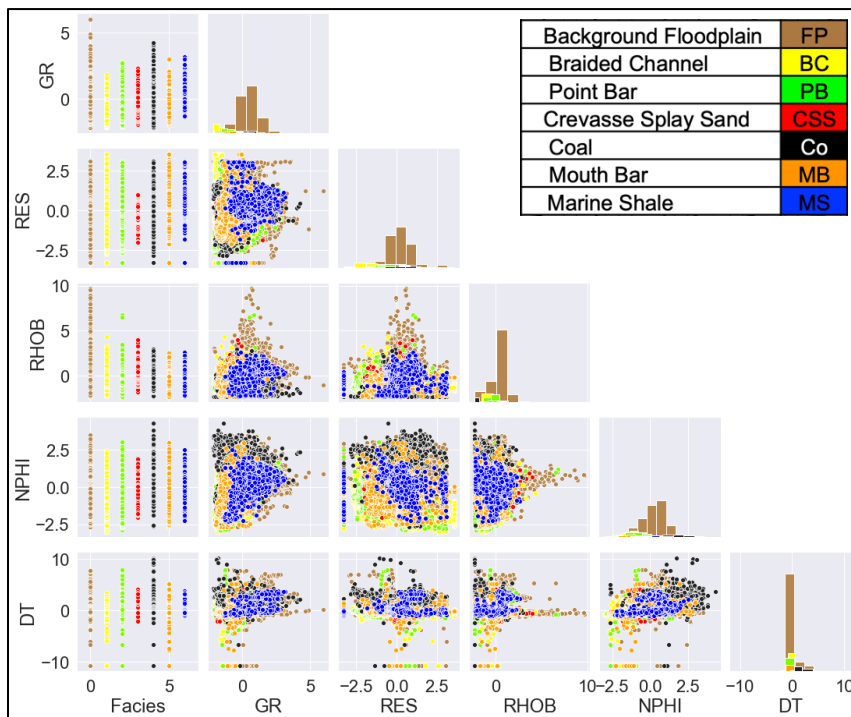 Background Floodplain FP
Braided Channel BC
Point Bar PB
Crevasse Splay Sand CSS
Coal Co
Mouth Bar MB
Marine Shale MS
5
0
GR
2.5
0.0
−2.5
RES
10
5
0
RHOB
2.5
0.0
−2.5
NPHI
10
0
−10
DT
0 5 0 5 −2.5 0.0 2.5 0 10 −2.5 0.0 2.5 −10 0 10
Facies GR RES RHOB NPHI DT